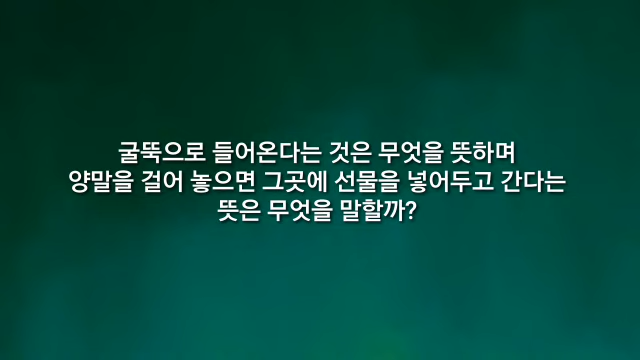 굴뚝으로 들어온다는 것은 무엇을 뜻하며
양말을 걸어 놓으면 그곳에 선물을 넣어두고 간다는
뜻은 무엇을 말할까?